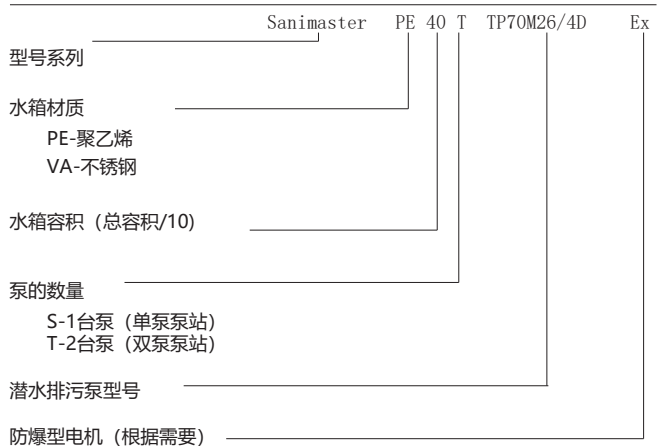 Sanimaster PE 40 T TP70M26/4D Ex
型号系列
水箱材质
PE-聚乙烯
VA-不锈钢
水箱容积（总容积/10）
泵的数量
S-1台泵（单泵泵站）
T-2台泵（双泵泵站）
潜水排污泵型号
防爆型电机（根据需要）